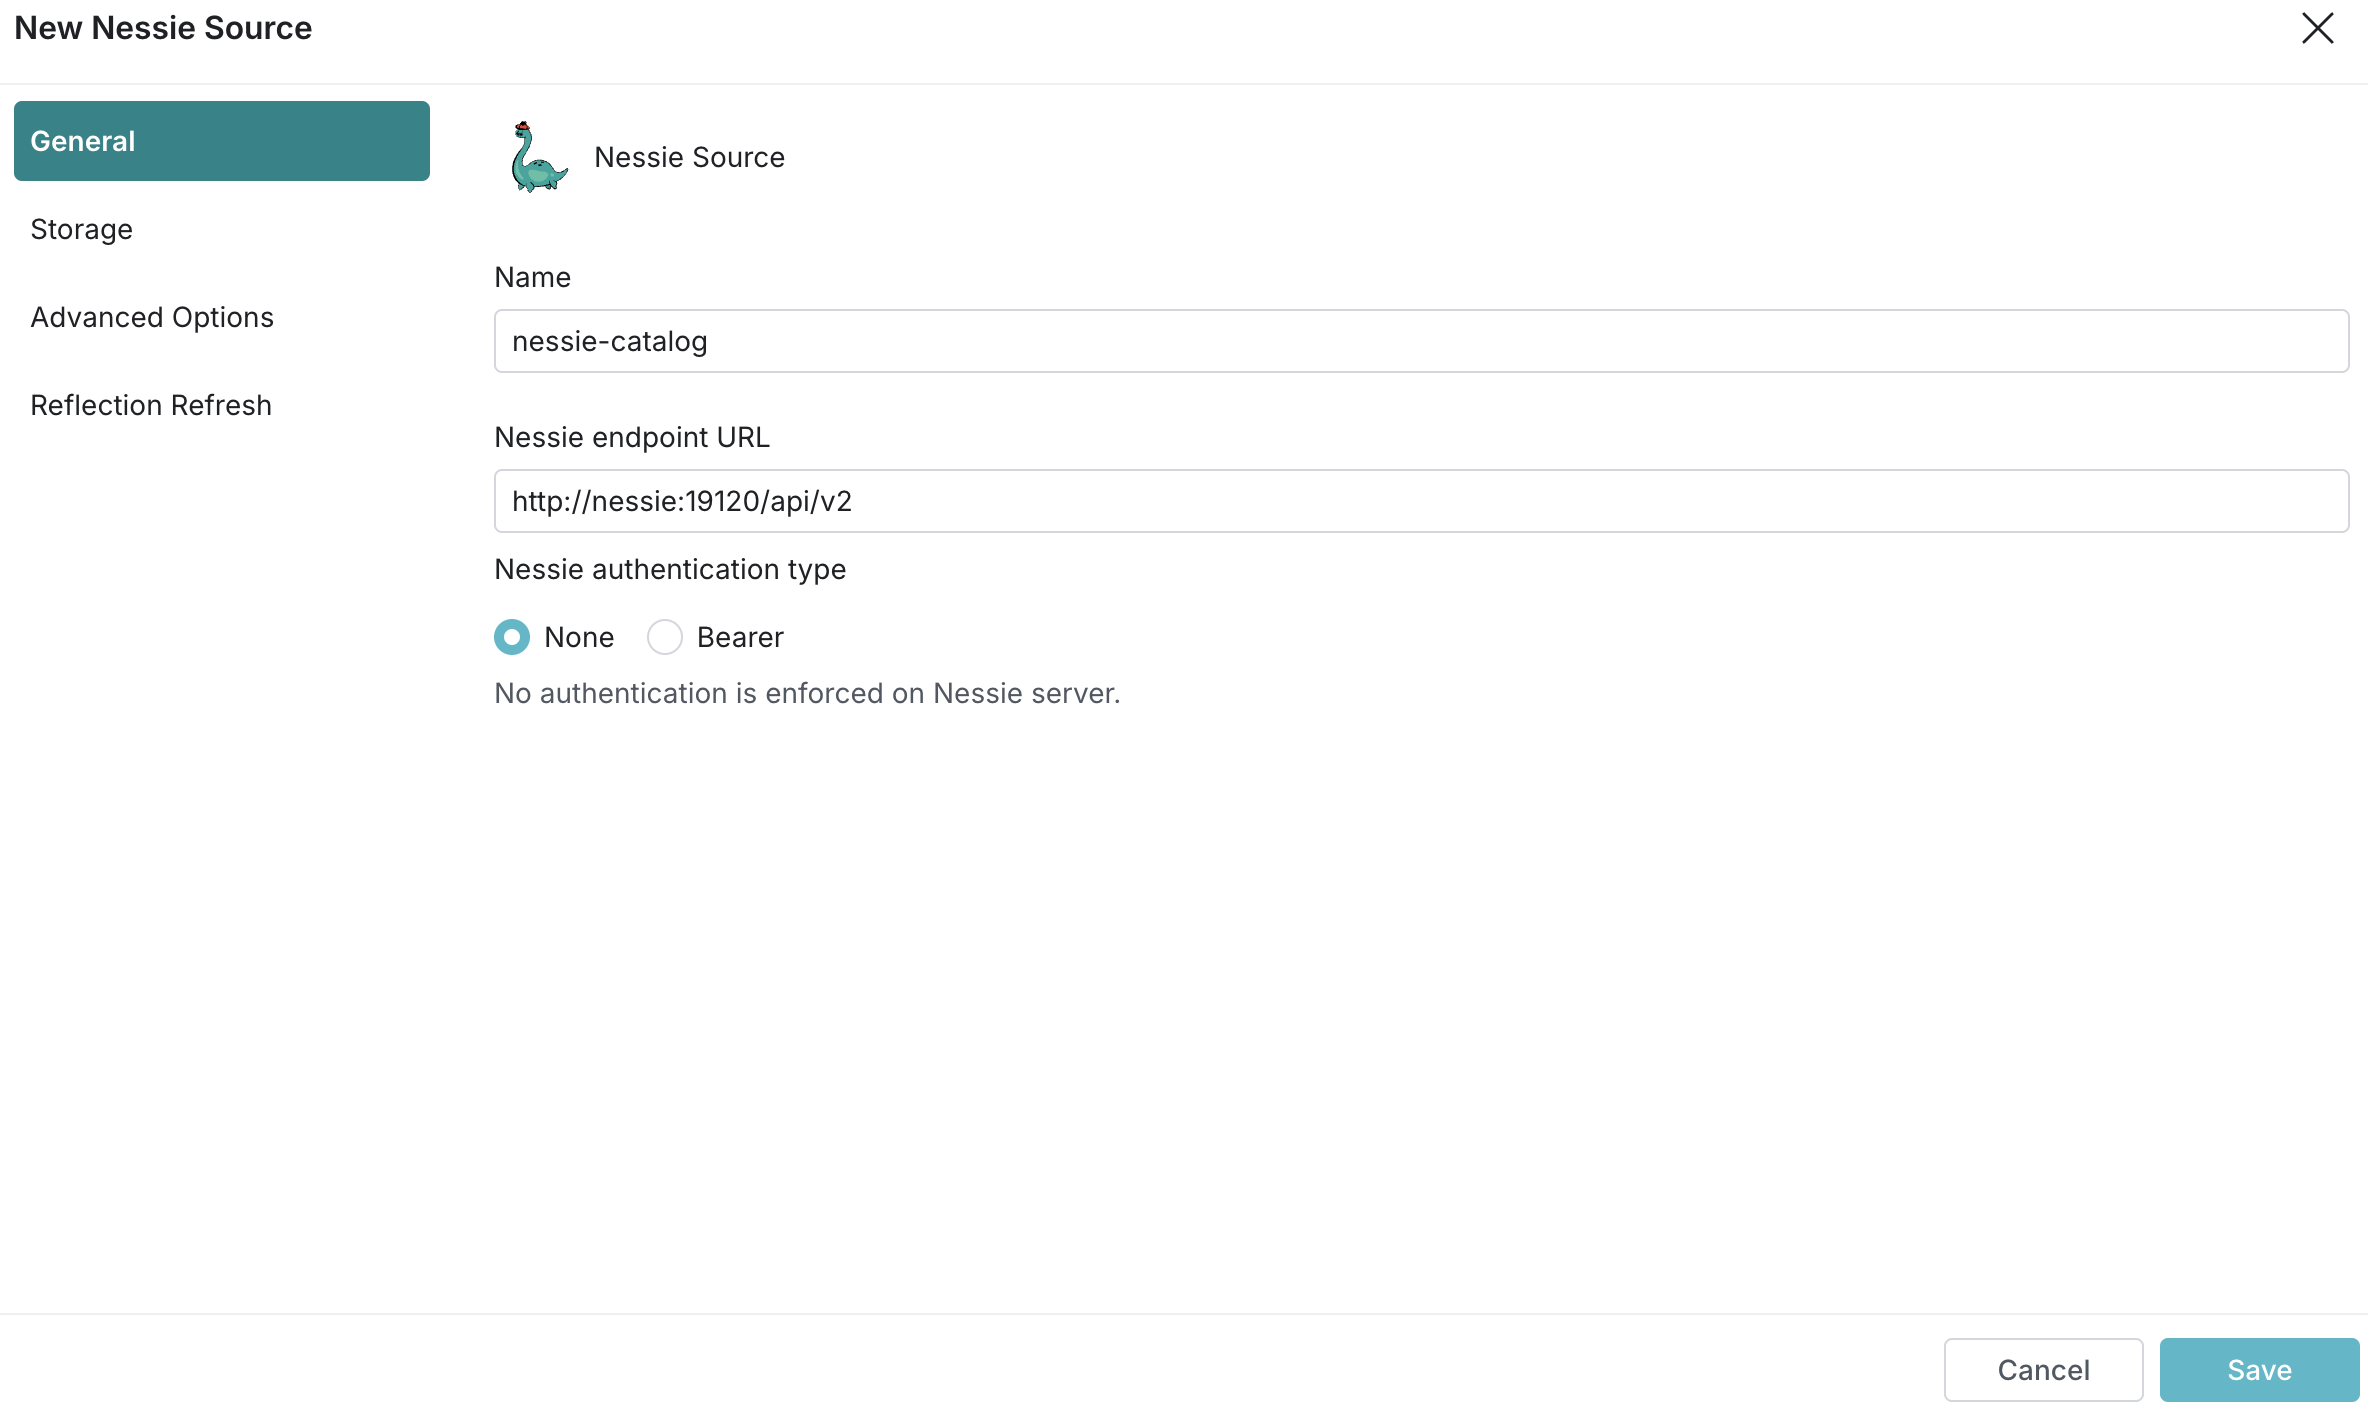 New Nessie Source
General
Storage
Advanced Options
Reflection Refresh
Nessie Source
Name
nessie-catalog
Nessie endpoint URL
http://nessie:19120/api/v2
Nessie authentication type
None Bearer
No authentication is enforced on Nessie server.
Cancel Save